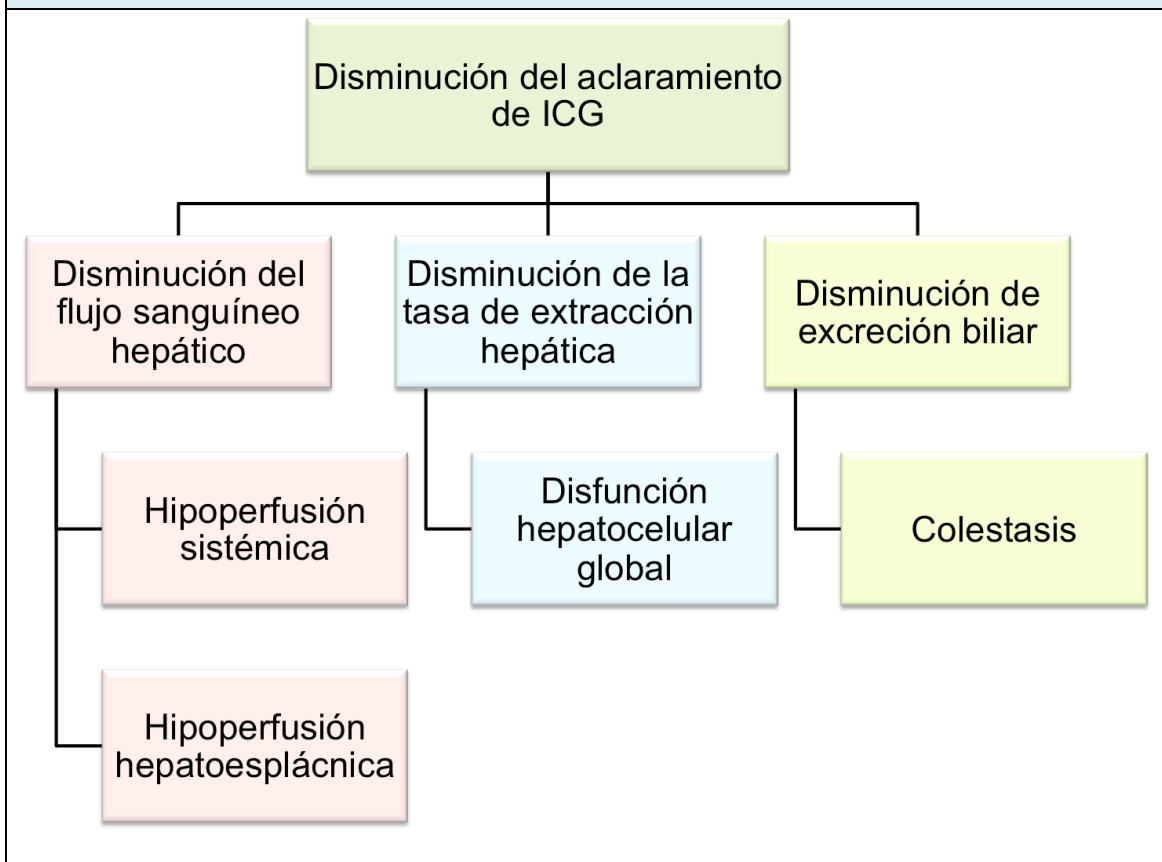 Disminución del aclaramiento
de ICG
Disminución del
flujo sanguíneo
hepático
Disminución de la
tasa de extracción
hepática
Disminución de
excreción biliar
Hipoperfusión
sistémica
Disfunción
hepatocelular
global
Colestasis
Hipoperfusión
hepatoesplácnica